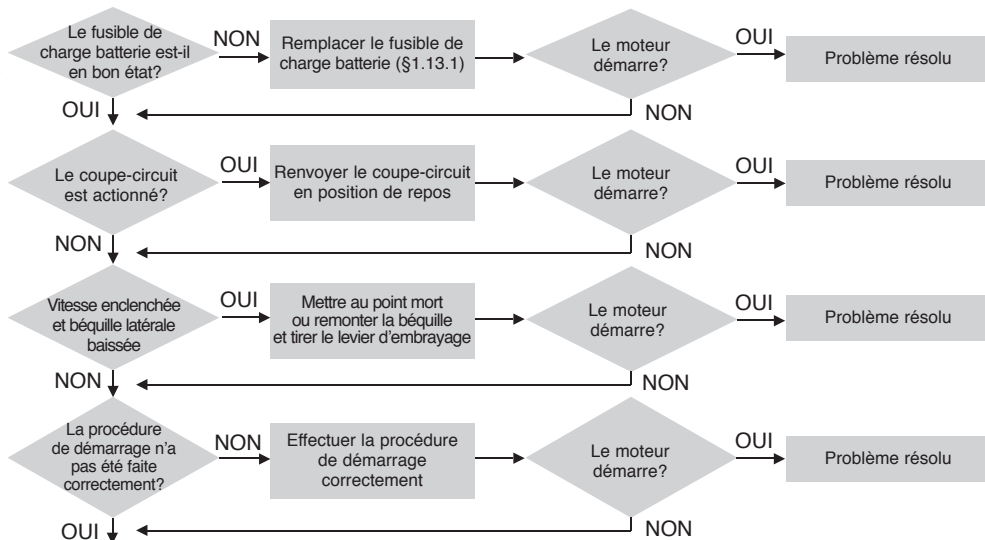 Le fusible de
charge batterie est-il
en bon état?
NON
Remplacer le fusible de
charge batterie (§1.13.1)
Le moteur
démarre?
OUI
Problème résolu
OUI
NON
Le coupe-circuit
est actionné?
OUI
Renvoyer le coupe-circuit
en position de repos
Le moteur
démarre?
OUI
Problème résolu
NON
NON
Vitesse enclenchée
et béquille latérale
baissée
OUI
Mettre au point mort
ou remonter la béquille
et tirer le levier d'embrayage
Le moteur
démarre?
OUI
Problème résolu
NON
NON
La procédure
de démarrage n'a
pas été faite
correctement?
NON
Effectuer la procédure
de démarrage
correctement
Le moteur
démarre?
OUI
Problème résolu
OUI
NON